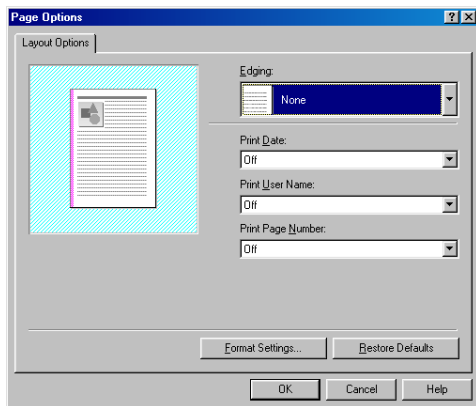 Page Options
Layout Options
Edging:
None
Print Date:
Off
Print User Name:
Off
Print Page Number:
Off
Format Settings...
Restore Defaults
OK
Cancel
Help